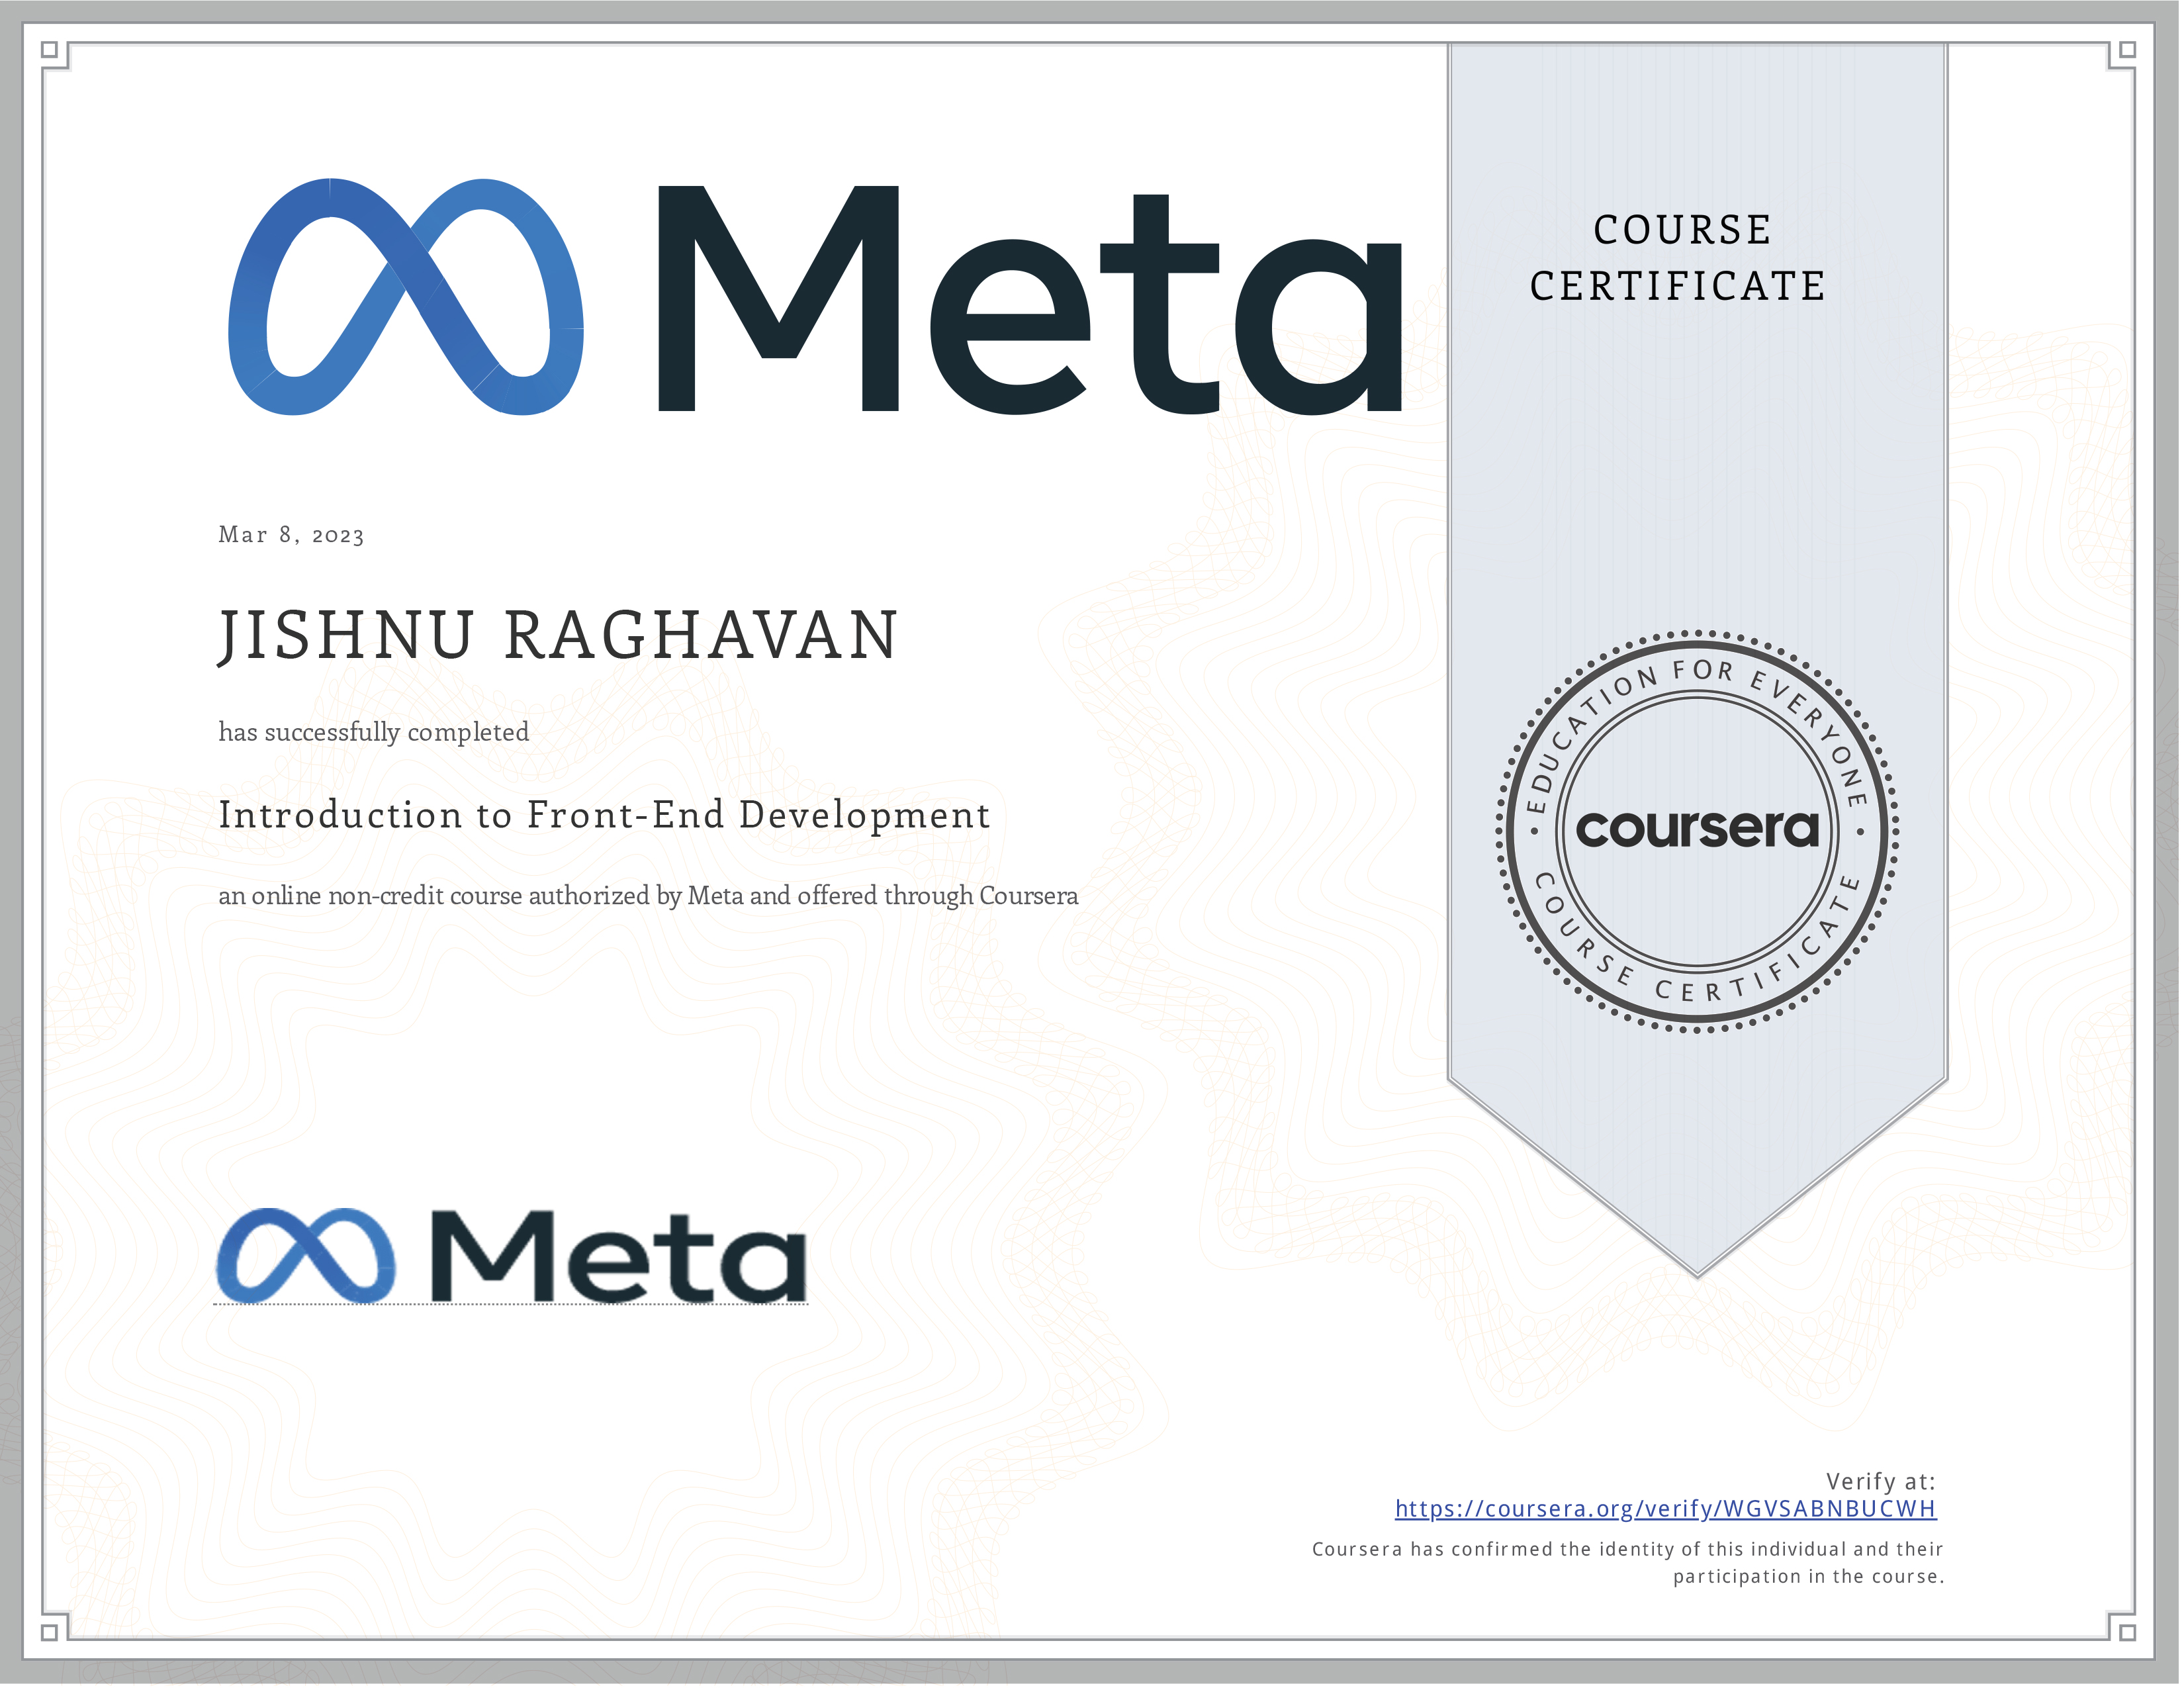 Meta
COURSE
CERTIFICATE
Mar 8, 2023
JISHNU RAGHAVAN
has successfully completed
Introduction to Front-End Development
an online non-credit course authorized by Meta and offered through Coursera
EDUCATION FOR EVERYONE
coursera
COURSE CERTIFICATE
Meta
Verify at:
https://coursera.org/verify/WGVSABNBUCWH
Coursera has confirmed the identity of this individual and their
participation in the course.